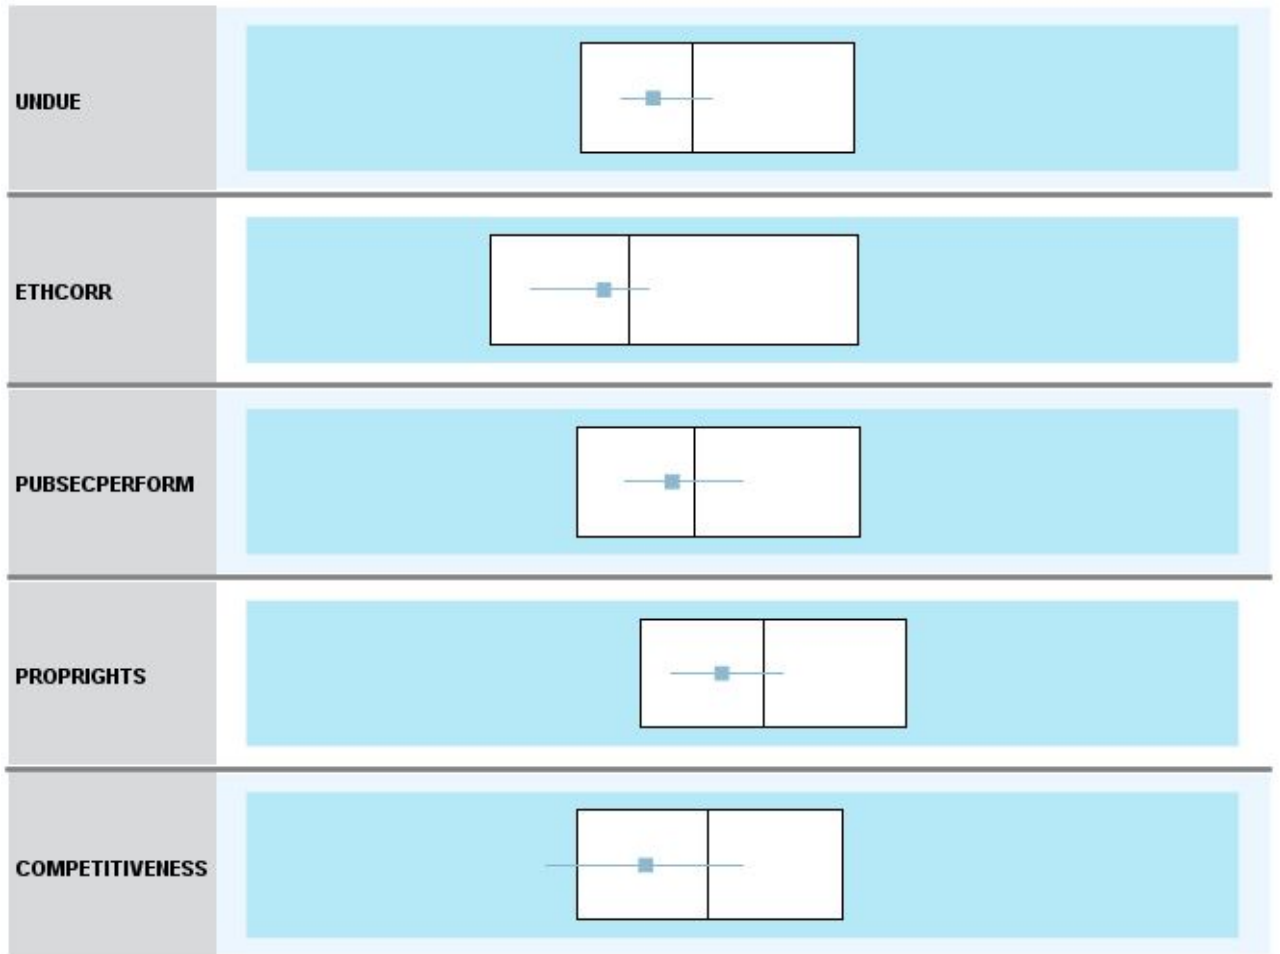 UNDUE
ETHCORR
PUBSECPERFORM
PROPRIGHTS
COMPETITIVENESS